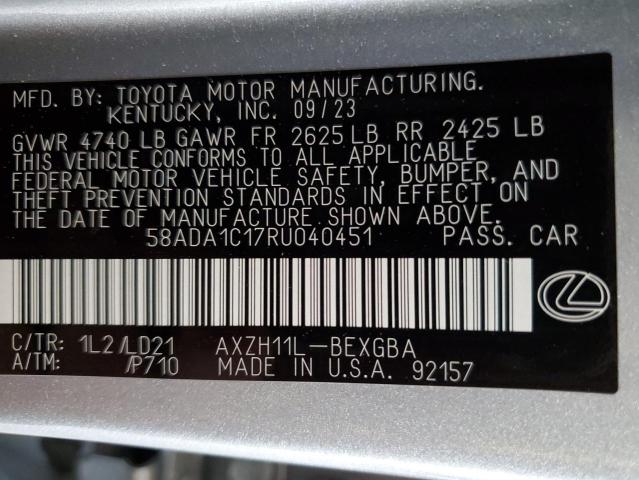 MFD. BY: TOYOTA MOTOR MANUFACTURING.
KENTUCKY, INC. 09/23
GVWR 4740 LB GAWR FR 2625 LB RR 2425 LB
THIS VEHICLE CONFORMS TO ALL APPLICABLE
FEDERAL MOTOR VEHICLE SAFETY, BUMPER, AND
THEFT PREVENTION STANDARDS IN EFFECT ON
THE DATE OF MANUFACTURE SHOWN ABOVE.
58ADA1C17RU040451 PASS. CAR
C/TR: 1L2/LD21 AXZH11L-BEXGBA
A/TM: /P710 MADE IN U.S.A. 92157